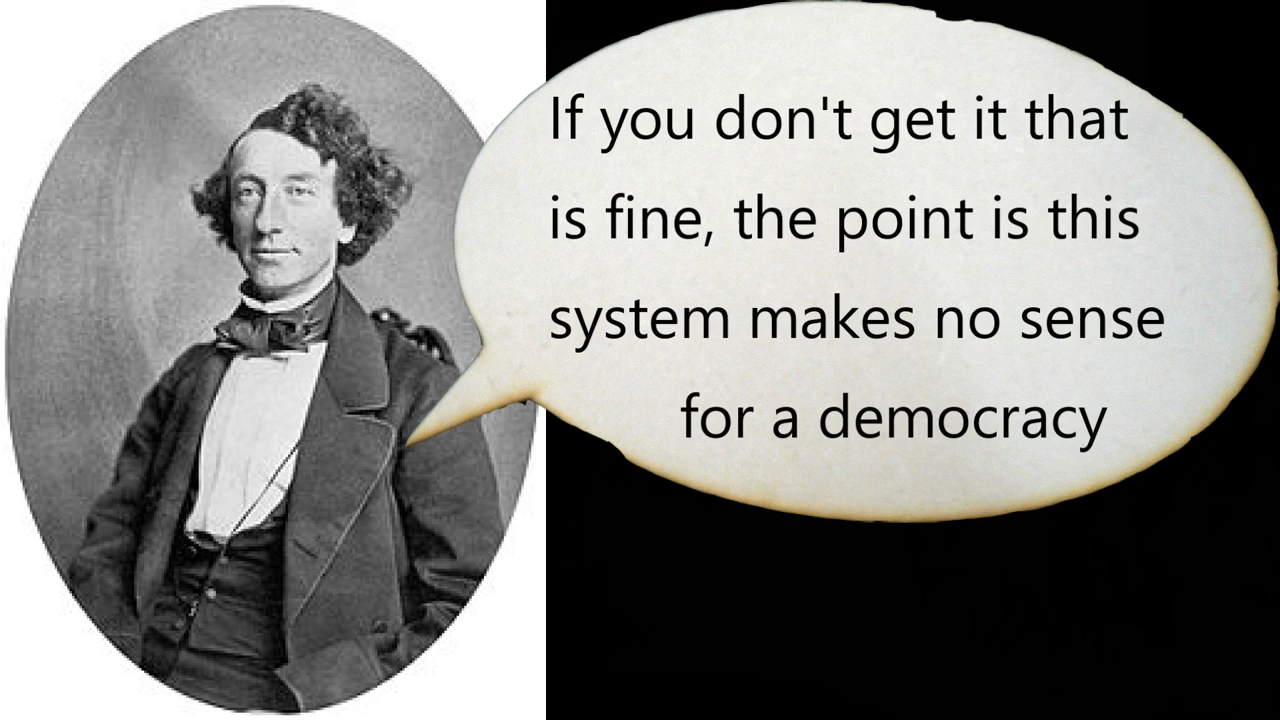 If you don't get it that
is fine, the point is this
system makes no sense
for a democracy